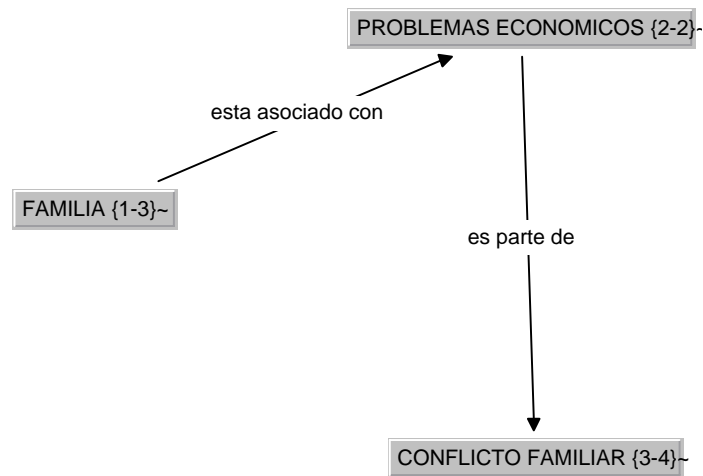 PROBLEMAS ECONOMICOS {2-2}~
esta asociado con
FAMILIA {1-3}~
es parte de
CONFLICTO FAMILIAR {3-4}~